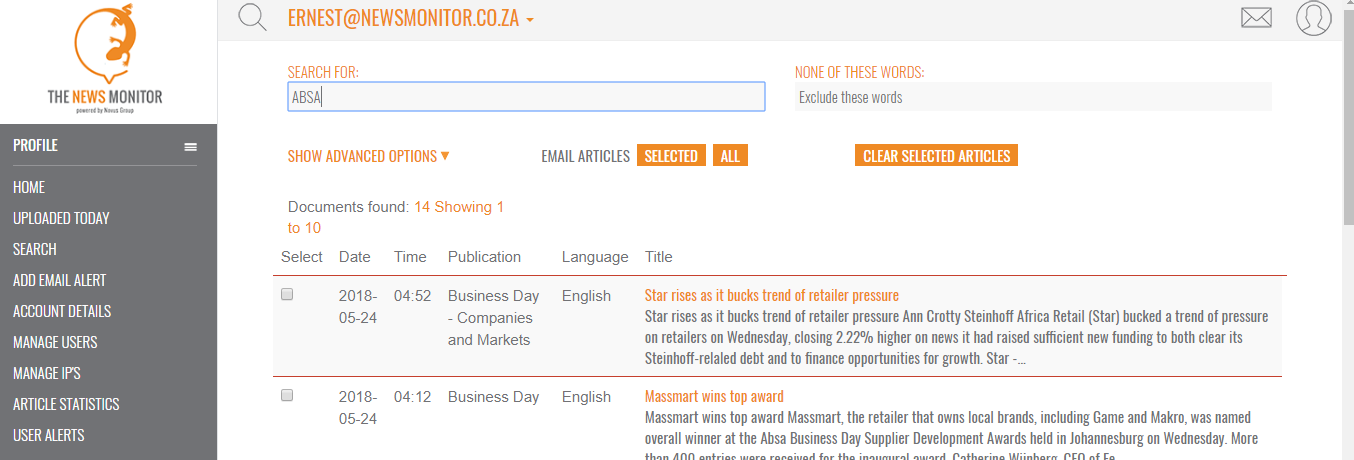 THE NEWS MONITOR
powered by Novus Group
PROFILE
HOME
UPLOADED TODAY
SEARCH
ADD EMAIL ALERT
ACCOUNT DETAILS
MANAGE USERS
MANAGE IP'S
ARTICLE STATISTICS
USER ALERTS
ERNEST@NEWSMONITOR.CO.ZA
SEARCH FOR:
ABSA
NONE OF THESE WORDS:
Exclude these words
SHOW ADVANCED OPTIONS ▼
EMAIL ARTICLES SELECTED ALL
CLEAR SELECTED ARTICLES
Documents found: 14 Showing 1
to 10
Select Date Time Publication Language Title
2018-
05-24
04:52
Business Day
- Companies
and Markets
English
Star rises as it bucks trend of retailer pressure
Star rises as it bucks trend of retailer pressure Ann Crotty Steinhoff Africa Retail (Star) bucked a trend of pressure
on retailers on Wednesday, closing 2.22% higher on news it had raised sufficient new funding to both clear its
Steinhoff-relaled debt and to finance opportunities for growth. Star -...
2018-
05-24
04:12
Business Day
English
Massmart wins top award
Massmart wins top award Massmart, the retailer that owns local brands, including Game and Makro, was named
overall winner at the Absa Business Day Supplier Development Awards held in Johannesburg on Wednesday. More
than 400 entries were received for the inaugural award. Catherine Wijnberg, CEO of Fe...